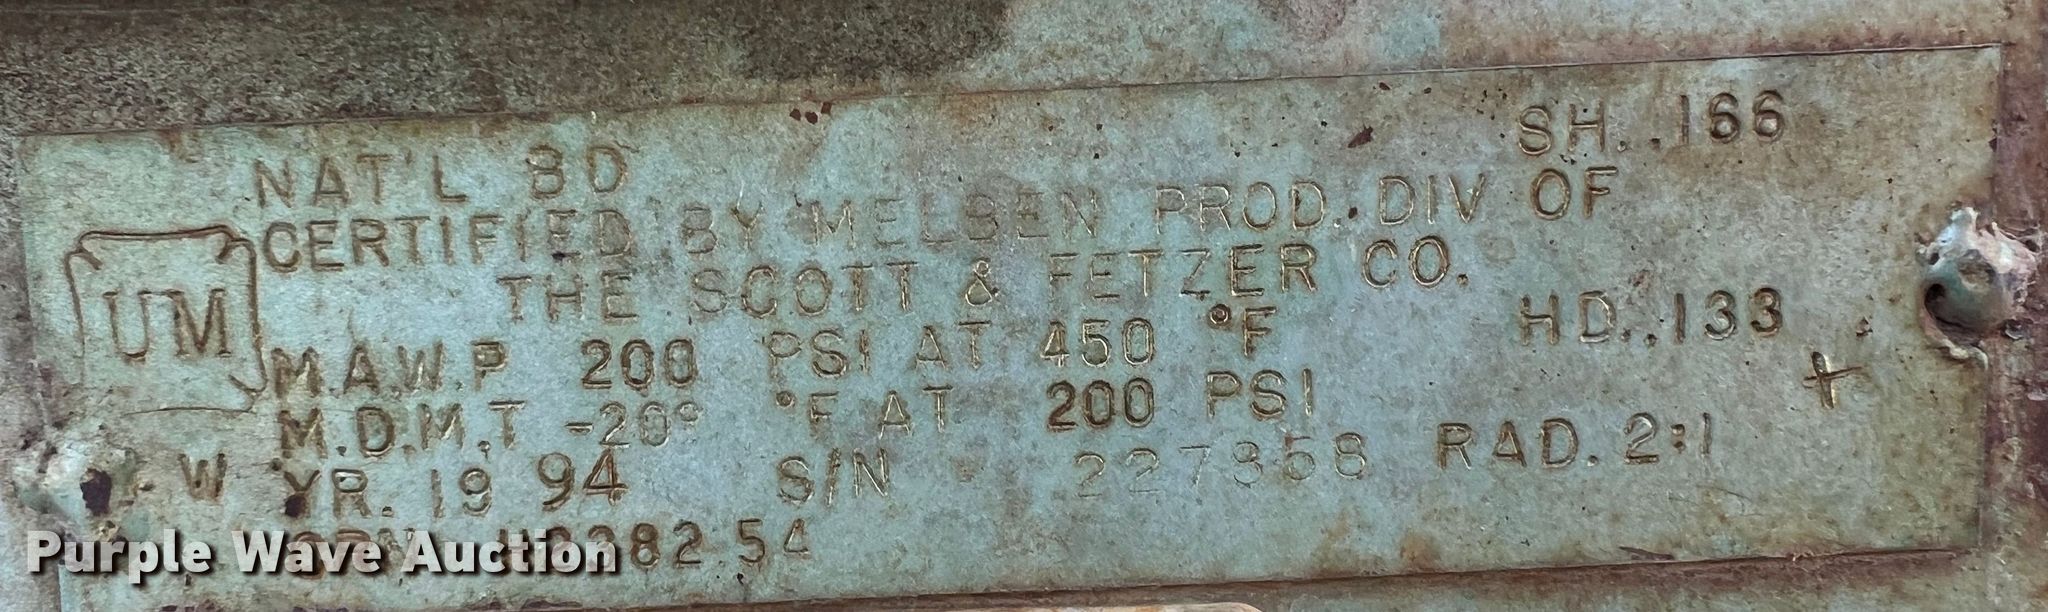 SH. .166
NAT'L BD
CERTIFIED BY MELBEN PROD. DIV OF
THE SCOTT & FETZER CO.
UM
M.A.W.P 200 PSI AT 450 °F HD. .133
M.D.M.T -20° °F AT 200 PSI +
W YR. 19 94 S/N 227858 RAD. 2:1
82.54
Purple Wave Auction